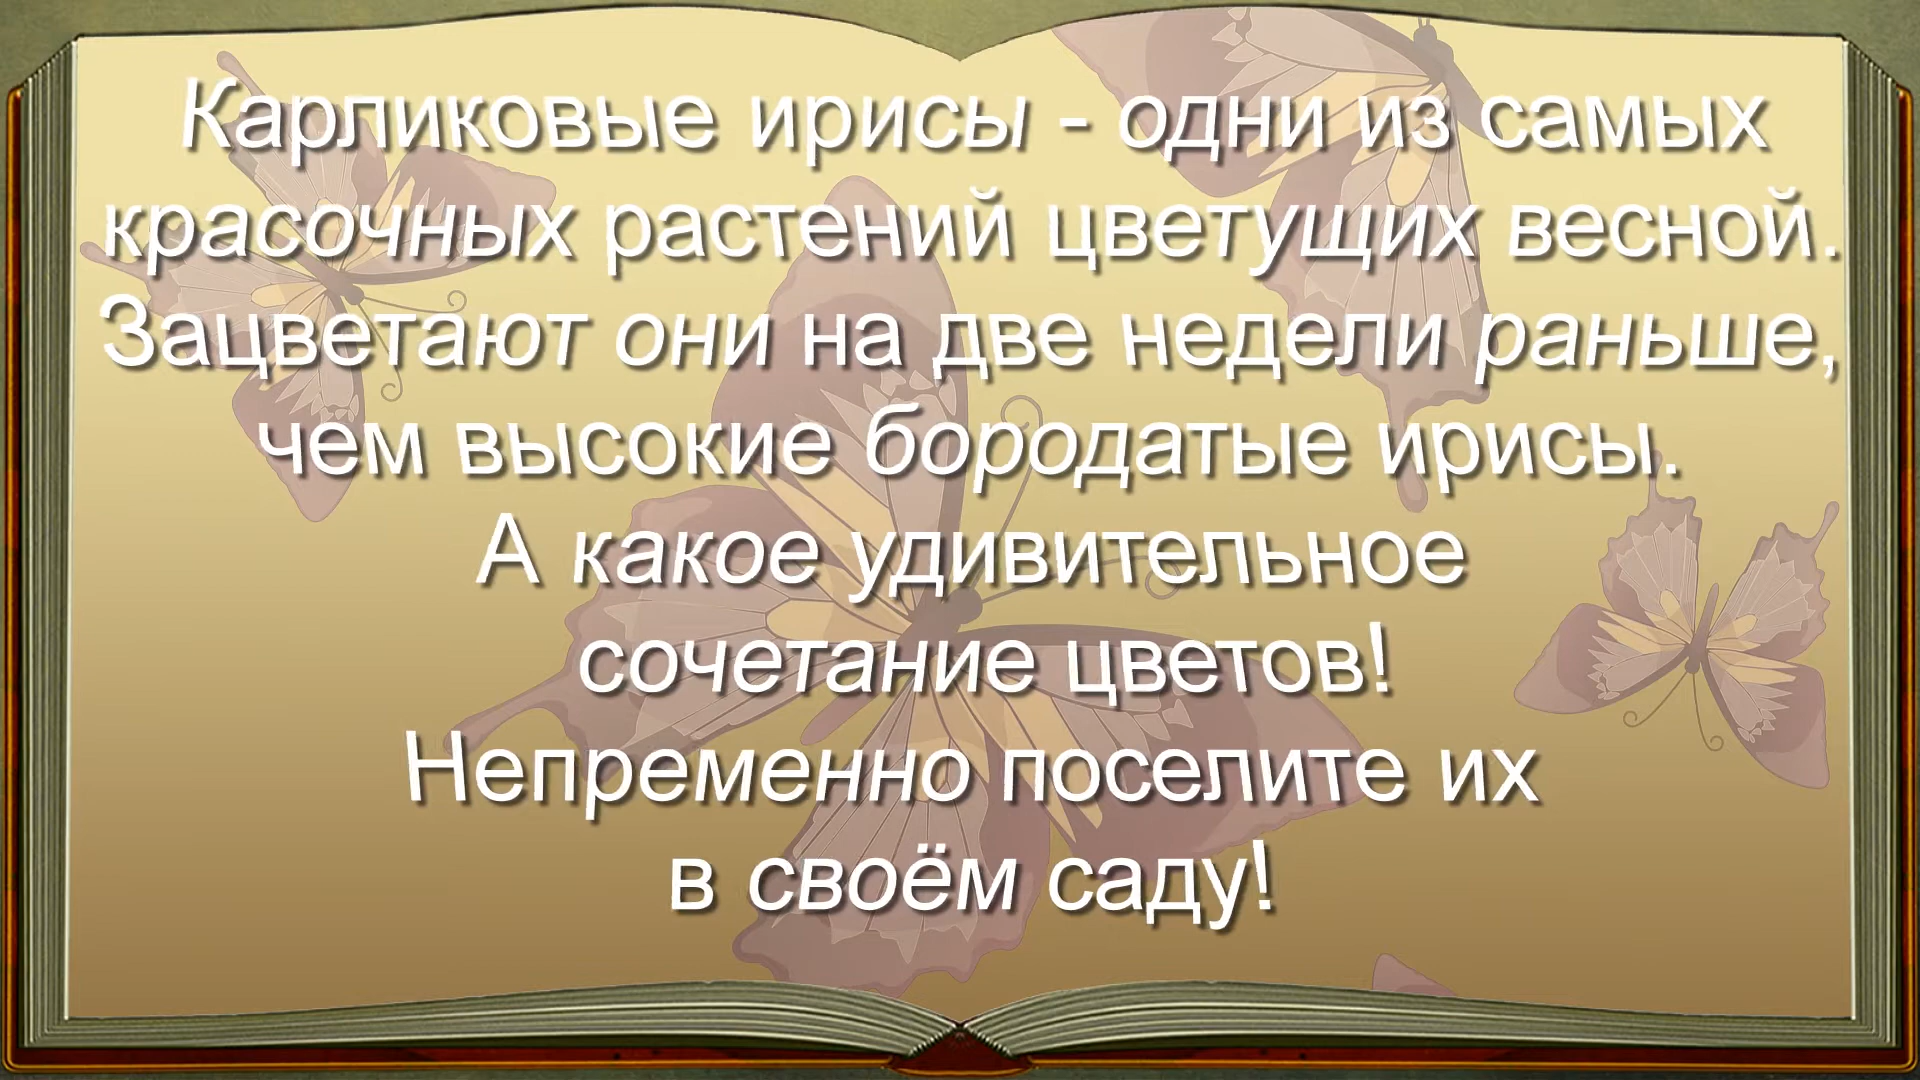 Карликовые ирисы - одни из самых
красочных растений цветущих весной.
Зацветают они на две недели раньше,
чем высокие бородатые ирисы.
А какое удивительное
сочетание цветов!
Непременно поселите их
в своём саду!